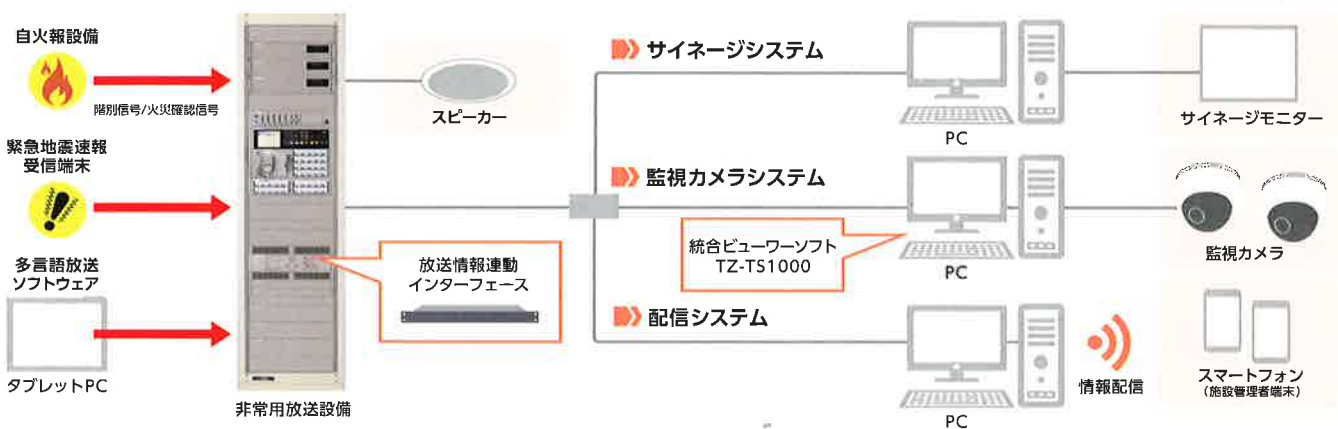 自火報設備
階別信号/火災確認信号
緊急地震速報
受信端末
多言語放送
ソフトウェア
タブレットPC
非常用放送設備
スピーカー
放送情報連動
インターフェース
サイネージシステム
PC
サイネージモニター
監視カメラシステム
統合ビューワーソフト
TZ-TS1000
PC
監視カメラ
配信システム
PC
情報配信
スマートフォン
(施設管理者端末)